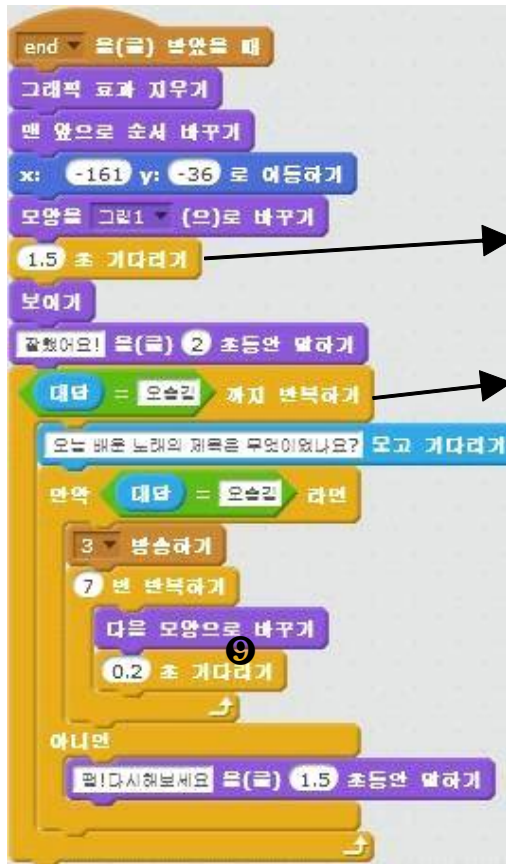 end 을(를) 받았을 때
그래픽 효과 지우기
맨 앞으로 순서 바꾸기
x: -161 y: -36 로 이동하기
모양을 그림1 (으)로 바꾸기
1.5 초 기다리기
보이기
잘했어요! 을(를) 2 초동안 말하기
대답 = 오솔길 까지 반복하기
오늘 배운 노래의 제목은 무엇이었나요? 묻고 기다리기
만약 대답 = 오솔길 라면
3 방송하기
7 번 반복하기
다음 모양으로 바꾸기
0.2 초 기다리기
❾
아니면
땡!다시해보세요 을(를) 1.5 초동안 말하기